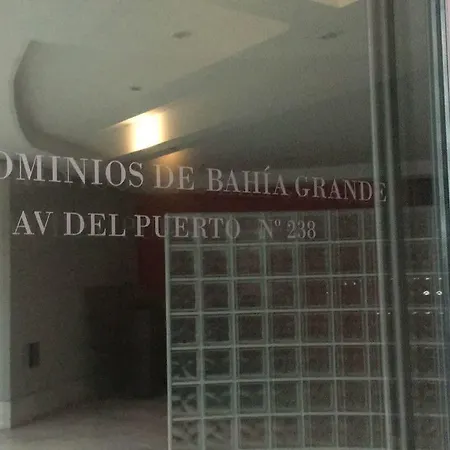 OMINIOS DE BAHÍA GRANDE
AV DEL PUERTO Nº 238